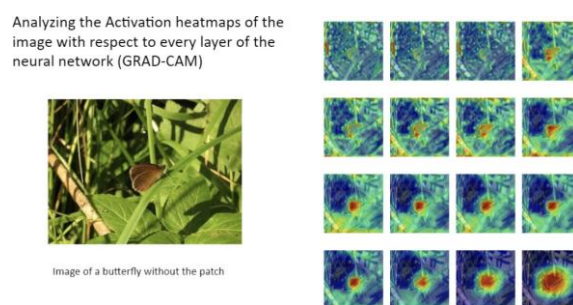 Analyzing the Activation heatmaps of the
image with respect to every layer of the
neural network (GRAD-CAM)
Image of a butterfly without the patch